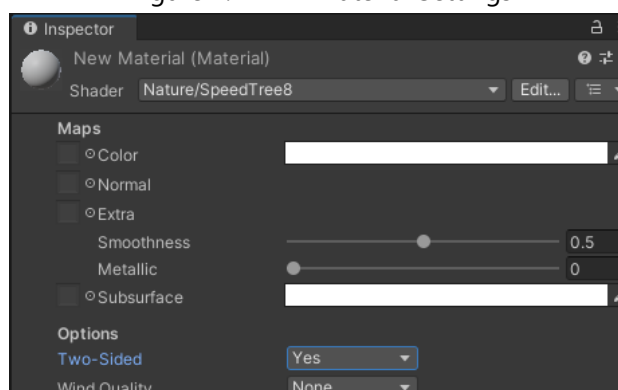 Inspector
New Material (Material)
Shader Nature/SpeedTree8 Edit...
Maps
Color
Normal
Extra
Smoothness 0.5
Metallic 0
Subsurface
Options
Two-Sided Yes
Wind Quality None